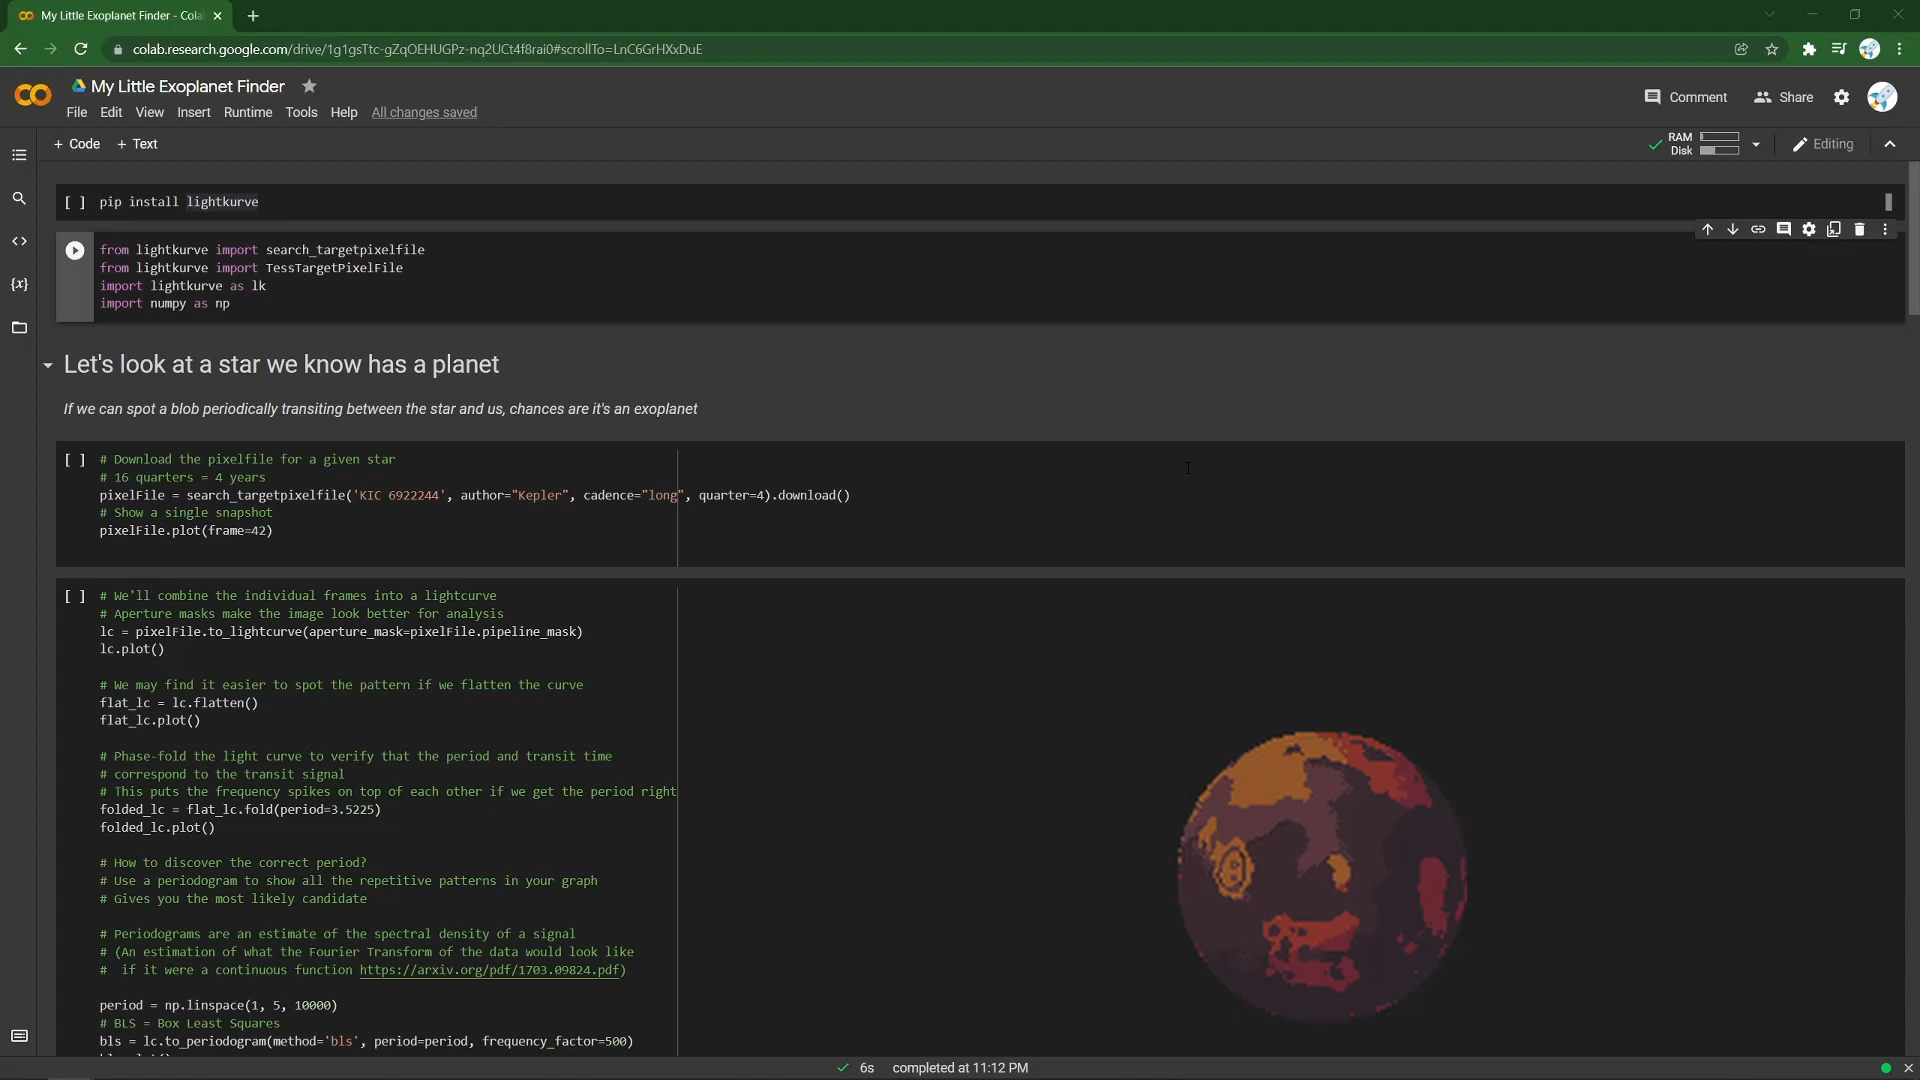 My Little Exoplanet Finder - Cola
colab.research.google.com/drive/1g1gsTtc-gZqOEHUGPz-nq2UCt4f8rai0#scrollTo=LnC6GrHXxDuE
My Little Exoplanet Finder
Comment Share
File Edit View Insert Runtime Tools Help All changes saved
+ Code + Text
RAM
Disk
Editing
[ ] pip install lightkurve
from lightkurve import search_targetpixelfile
from lightkurve import TessTargetPixelFile
import lightkurve as lk
import numpy as np
Let's look at a star we know has a planet
If we can spot a blob periodically transiting between the star and us, chances are it's an exoplanet
[ ] # Download the pixelfile for a given star
# 16 quarters = 4 years
pixelFile = search_targetpixelfile('KIC 6922244', author="Kepler", cadence="long", quarter=4).download()
# Show a single snapshot
pixelFile.plot(frame=42)
[ ] # We'll combine the individual frames into a lightcurve
# Aperture masks make the image look better for analysis
lc = pixelFile.to_lightcurve(aperture_mask=pixelFile.pipeline_mask)
lc.plot()
# We may find it easier to spot the pattern if we flatten the curve
flat_lc = lc.flatten()
flat_lc.plot()
# Phase-fold the light curve to verify that the period and transit time
# correspond to the transit signal
# This puts the frequency spikes on top of each other if we get the period right
folded_lc = flat_lc.fold(period=3.5225)
folded_lc.plot()
# How to discover the correct period?
# Use a periodogram to show all the repetitive patterns in your graph
# Gives you the most likely candidate
# Periodograms are an estimate of the spectral density of a signal
# (An estimation of what the Fourier Transform of the data would look like
#  if it were a continuous function https://arxiv.org/pdf/1703.09824.pdf)
period = np.linspace(1, 5, 10000)
# BLS = Box Least Squares
bls = lc.to_periodogram(method='bls', period=period, frequency_factor=500)
6s completed at 11:12 PM